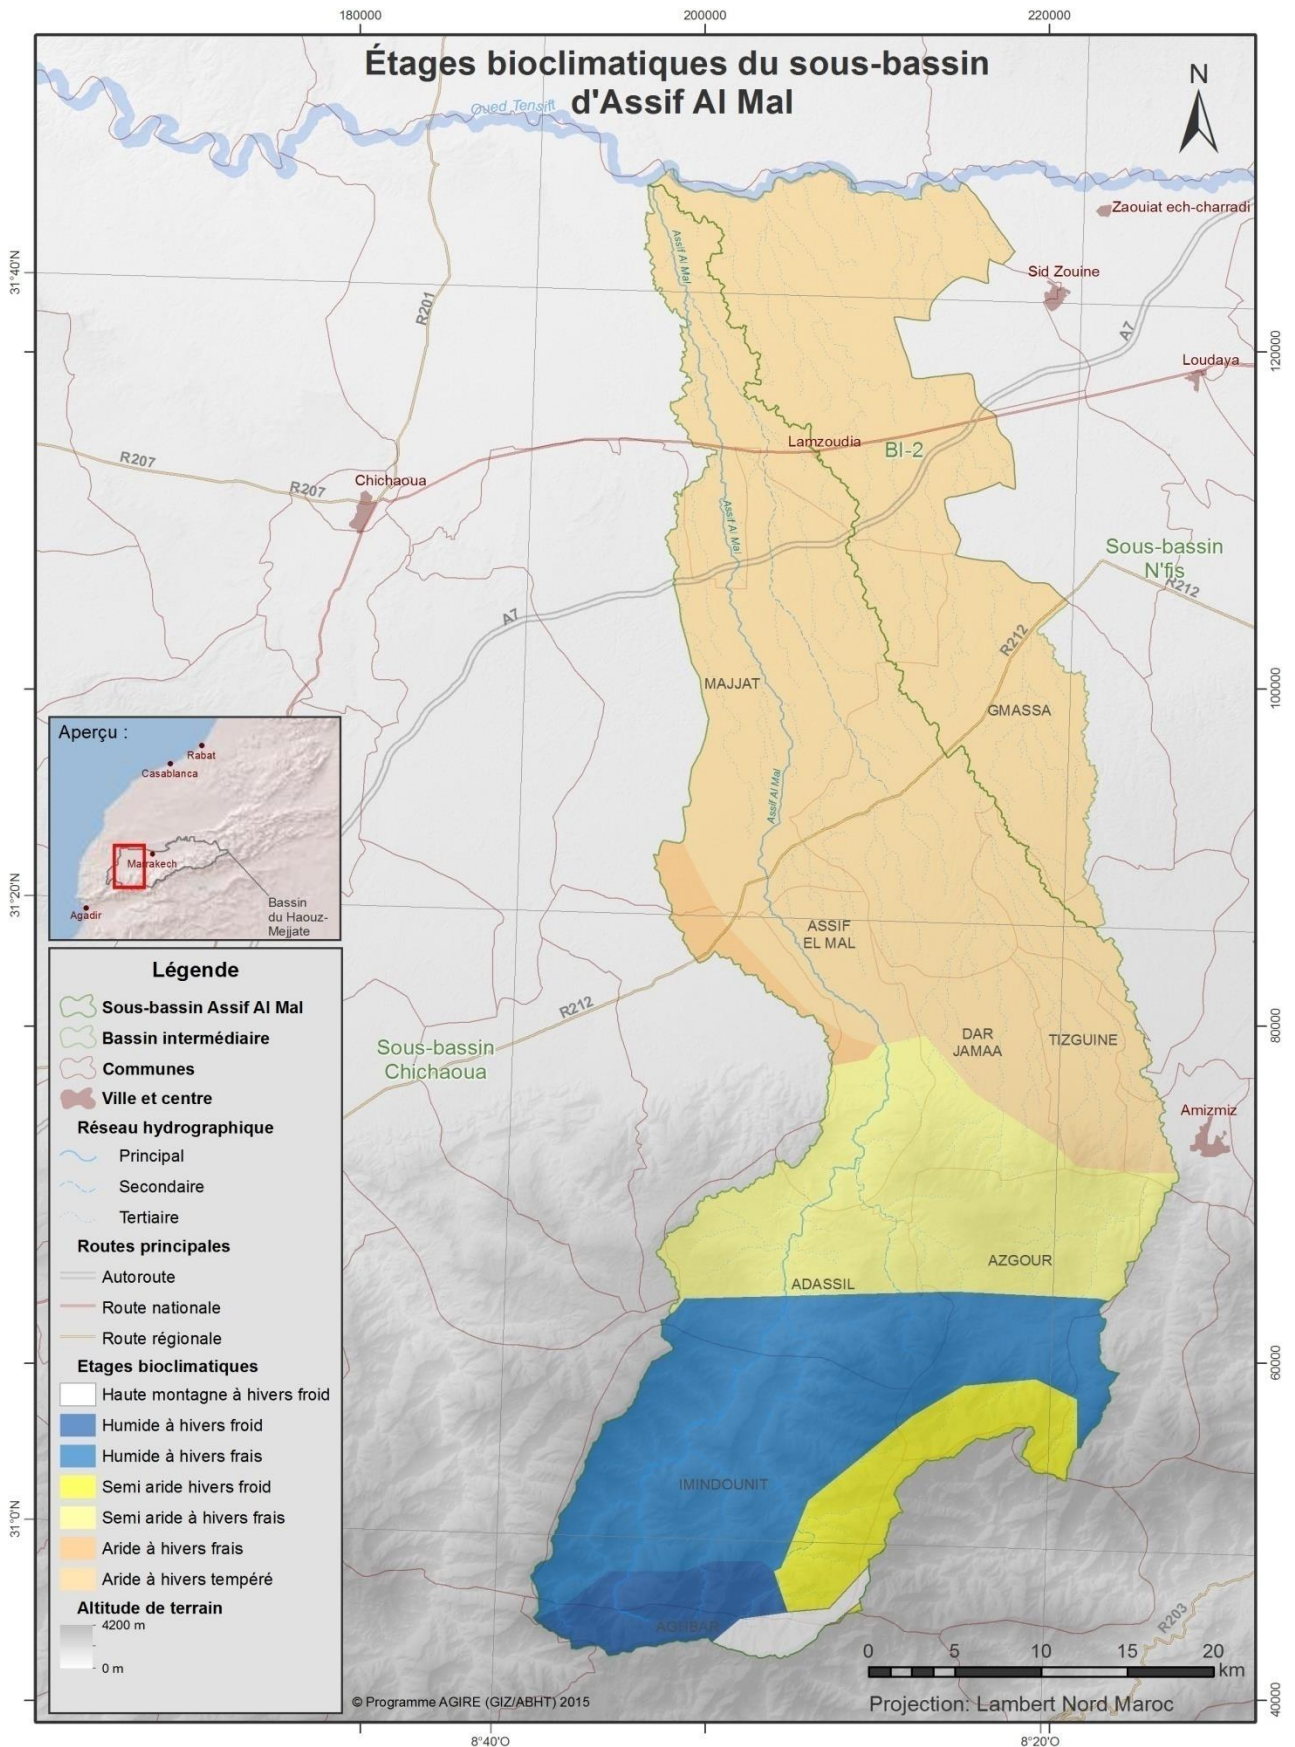 180000
200000
220000
Étages bioclimatiques du sous-bassin
d'Assif Al Mal
N
Oued Tensift
Zaouiat ech-charradi
31°40'N
Assif Al Mal
Sid Zouine
R201
A7
120000
Loudaya
Lamzoudia
BI-2
R207
R207
Chichaoua
Assif Al Mal
Sous-bassin
N'fis
R212
A7
R212
MAJJAT
100000
GMASSA
Aperçu :
Rabat
Casablanca
Marrakech
Agadir
Bassin
du Haouz-
Mejjate
Assif Al Mal
31°20'N
ASSIF
EL MAL
R212
80000
DAR
JAMAA
TIZGUINE
Sous-bassin
Chichaoua
Amizmiz
AZGOUR
ADASSIL
60000
IMINDOUNIT
31°0'N
AGHBAR
R203
Légende
Sous-bassin Assif Al Mal
Bassin intermédiaire
Communes
Ville et centre
Réseau hydrographique
Principal
Secondaire
Tertiaire
Routes principales
Autoroute
Route nationale
Route régionale
Etages bioclimatiques
Haute montagne à hivers froid
Humide à hivers froid
Humide à hivers frais
Semi aride hivers froid
Semi aride à hivers frais
Aride à hivers frais
Aride à hivers tempéré
Altitude de terrain
4200 m
0 m
0 5 10 15 20
km
© Programme AGIRE (GIZ/ABHT) 2015
Projection: Lambert Nord Maroc
40000
8°40'O
8°20'O